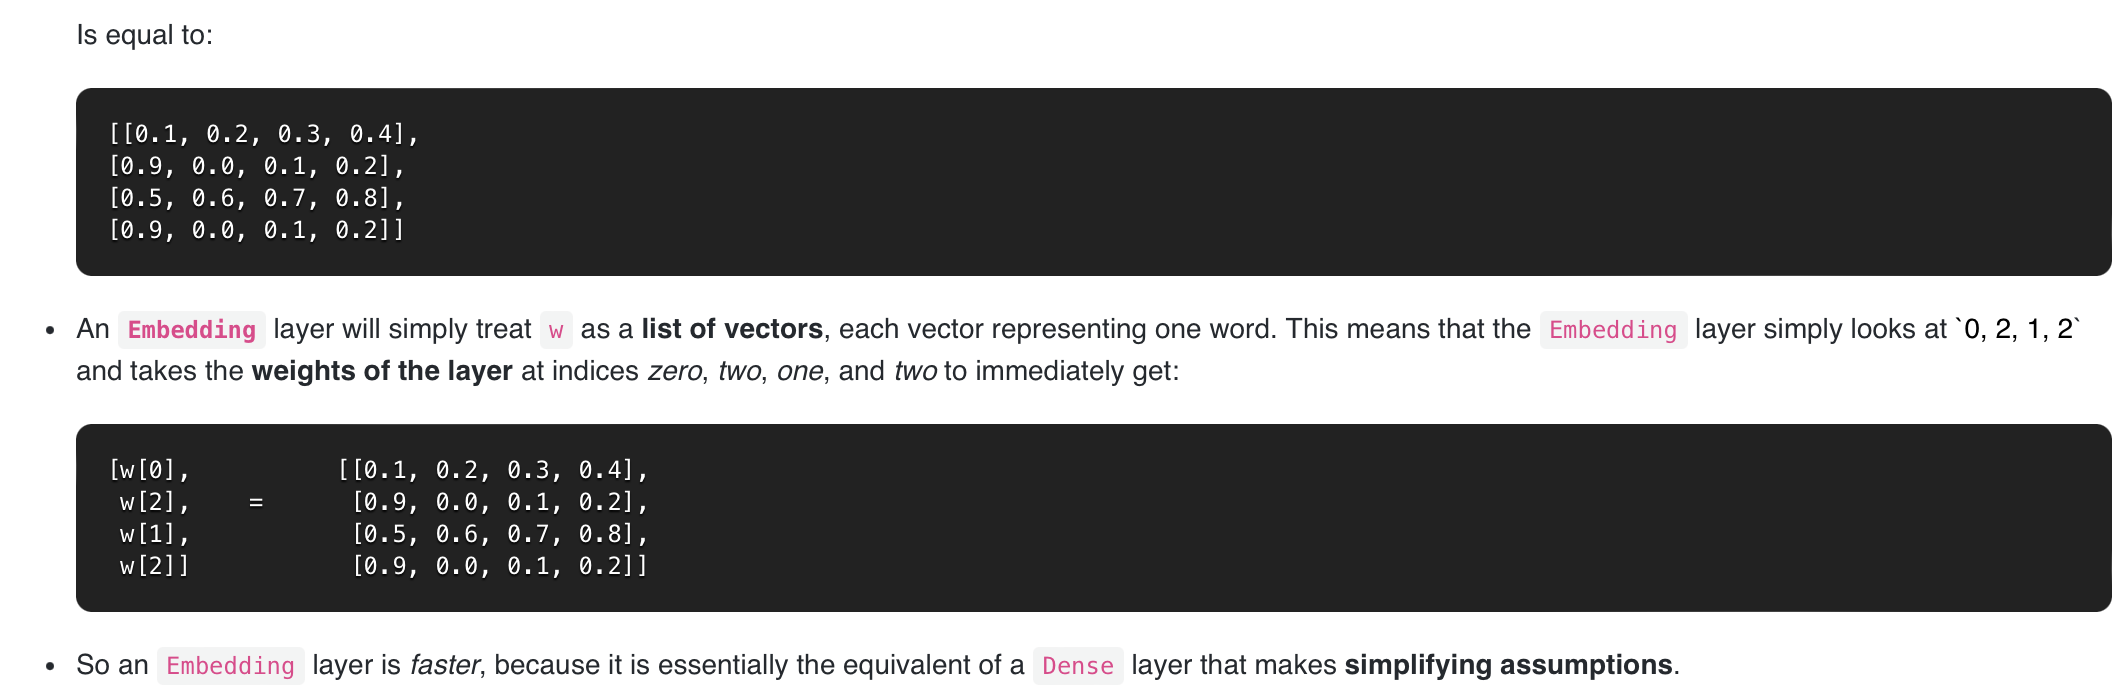 Is equal to:
[[0.1, 0.2, 0.3, 0.4],
[0.9, 0.0, 0.1, 0.2],
[0.5, 0.6, 0.7, 0.8],
[0.9, 0.0, 0.1, 0.2]]
• An Embedding layer will simply treat w as a list of vectors, each vector representing one word. This means that the Embedding layer simply looks at `0, 2, 1, 2`
and takes the weights of the layer at indices zero, two, one, and two to immediately get:
[w[0],          [[0.1, 0.2, 0.3, 0.4],
w[2],    =      [0.9, 0.0, 0.1, 0.2],
w[1],           [0.5, 0.6, 0.7, 0.8],
w[2]]           [0.9, 0.0, 0.1, 0.2]]
• So an Embedding layer is faster, because it is essentially the equivalent of a Dense layer that makes simplifying assumptions.